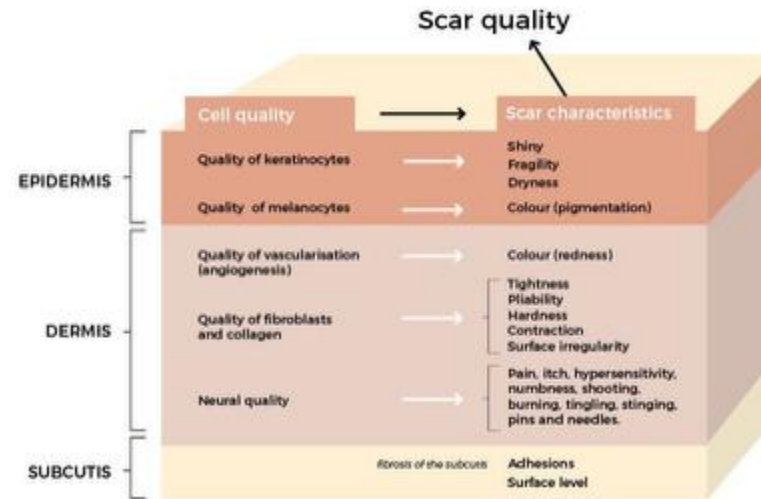 Scar quality
Cell quality
Scar characteristics
EPIDERMIS
Quality of keratinocytes
Shiny
Fragility
Dryness
Quality of melanocytes
Colour (pigmentation)
DERMIS
Quality of vascularisation
(angiogenesis)
Colour (redness)
Quality of fibroblasts
and collagen
Tightness
Pliability
Hardness
Contraction
Surface irregularity
Neural quality
Pain, itch, hypersensitivity,
numbness, shooting,
burning, tingling, stinging,
pins and needles.
SUBCUTIS
fibrosis of the subcutis
Adhesions
Surface level